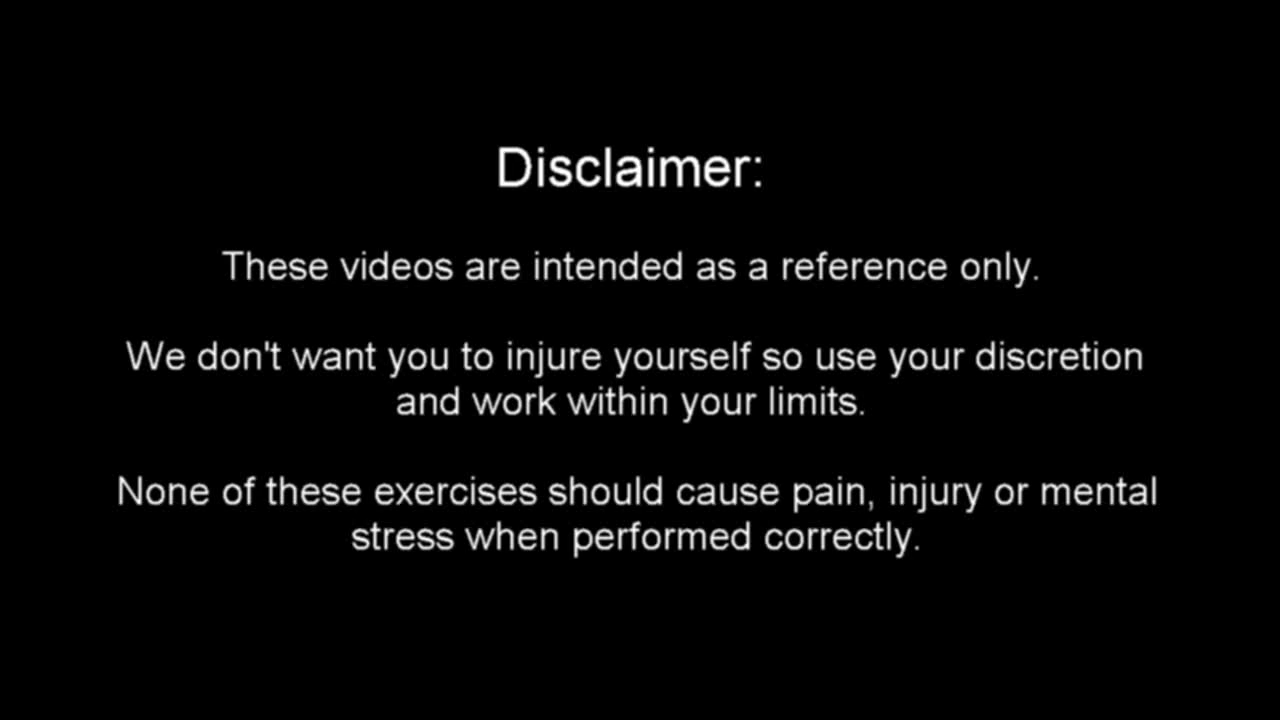 Disclaimer:
These videos are intended as a reference only.
We don't want you to injure yourself so use your discretion
and work within your limits.
None of these exercises should cause pain, injury or mental
stress when performed correctly.